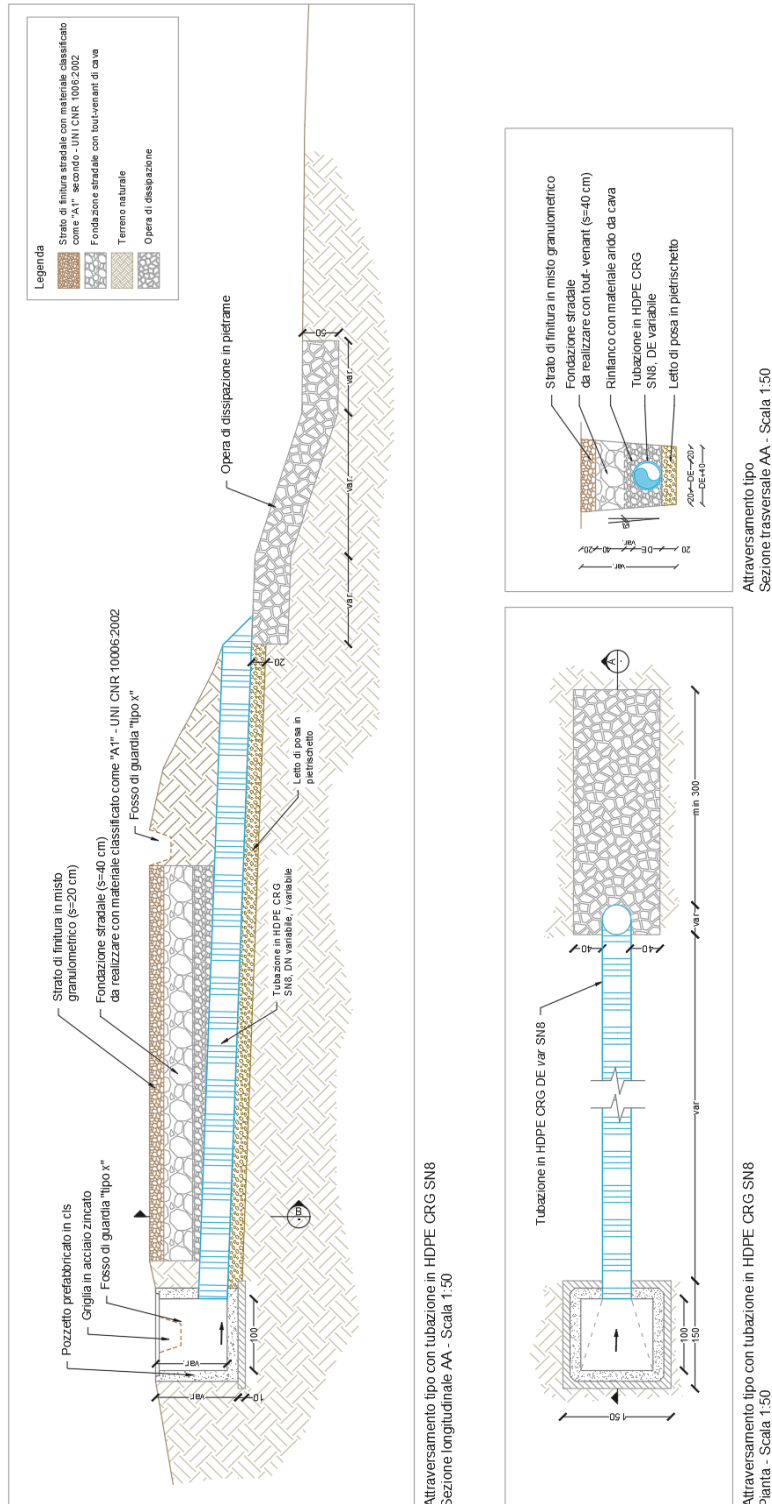 Legenda
Strato di finitura stradale con materiale classificato
come "A1" secondo - UNI CNR 1006:2002
Fondazione stradale con tout-venant di cava
Terreno naturale
Opera di dissipazione
Pozzetto prefabbricato in cls
Griglia in acciaio zincato
Fosso di guardia "tipo x"
Strato di finitura in misto
granulometrico (s=20 cm)
Fondazione stradale (s=40 cm)
da realizzare con materiale classificato come "A1" - UNI CNR 10006:2002
Fosso di guardia "tipo x"
Opera di dissipazione in pietrame
Tubazione in HDPE CRG
SN8, DN variabile, i variabile
Letto di posa in
pietrischetto
var.
var.
10
100
B
20
50
var.
var.
var.
Attraversamento tipo con tubazione in HDPE CRG SN8
Sezione longitudinale AA - Scala 1:50
Tubazione in HDPE CRG DE var SN8
150
100
150
var
var
min 300
40
40
A
Attraversamento tipo con tubazione in HDPE CRG SN8
Pianta - Scala 1:50
Strato di finitura in misto granulometrico
Fondazione stradale
da realizzare con tout- venant (s=40 cm)
Rinfianco con materiale arido da cava
Tubazione in HDPE CRG
SN8, DE variabile
Letto di posa in pietrischetto
var.
20
40
var.
DE
20
20
DE
20
DE+40
Attraversamento tipo
Sezione trasversale AA - Scala 1:50